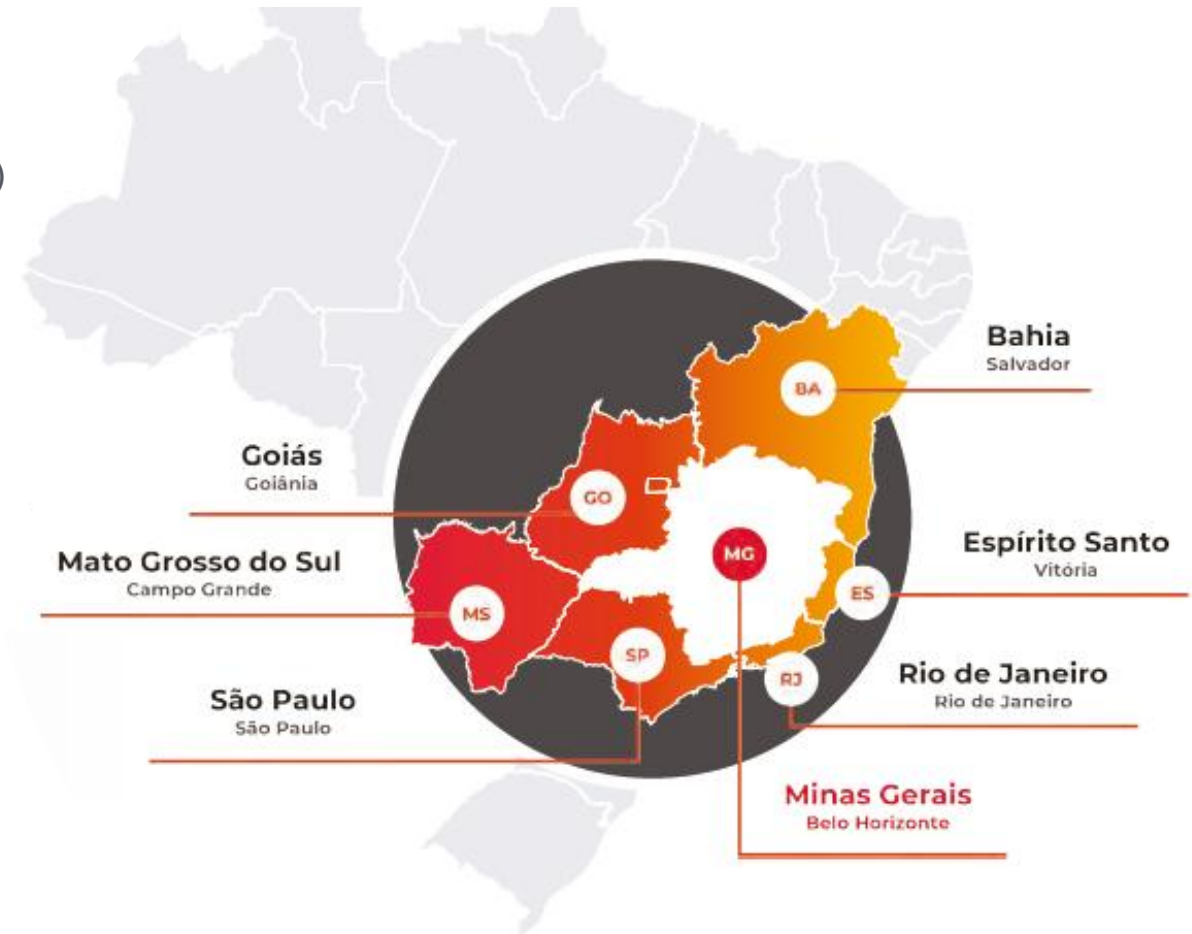 )
Bahia
Salvador
BA
Goiás
Goiânia
GO
MG
Espírito Santo
Vitória
ES
Mato Grosso do Sul
Campo Grande
MS
SP
RJ
Rio de Janeiro
Rio de Janeiro
São Paulo
São Paulo
Minas Gerais
Belo Horizonte